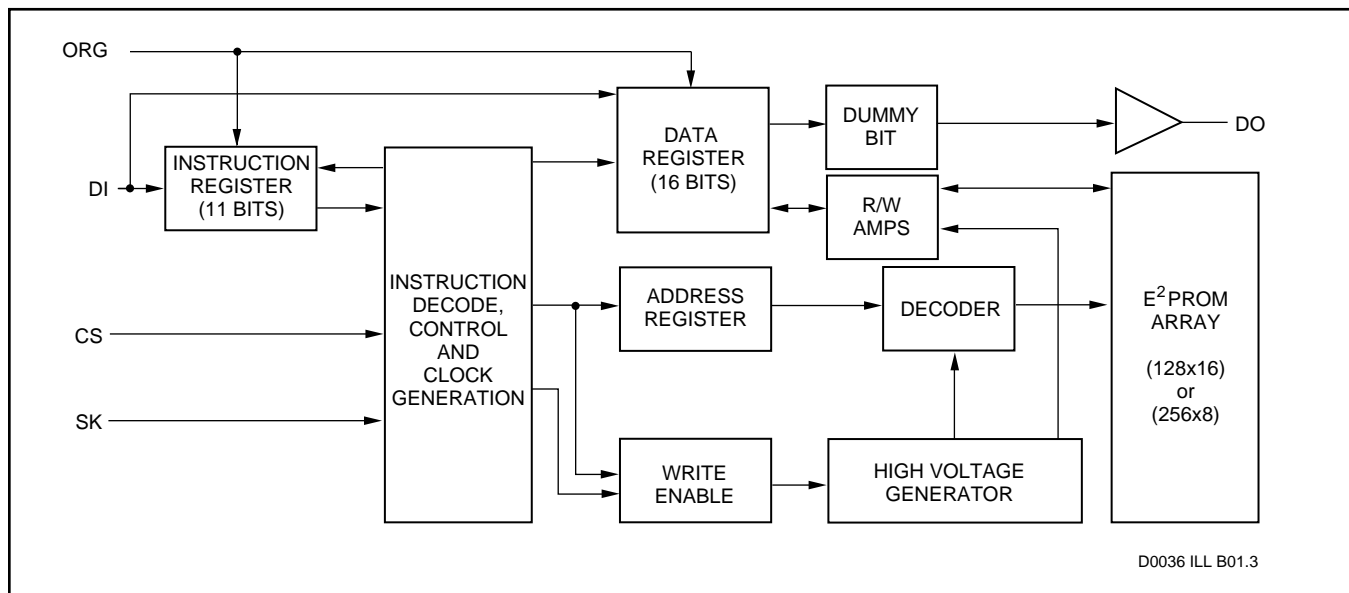 ORG
DI
CS
SK
INSTRUCTION
REGISTER
(11 BITS)
INSTRUCTION
DECODE,
CONTROL
AND
CLOCK
GENERATION
DATA
REGISTER
(16 BITS)
DUMMY
BIT
DO
R/W
AMPS
ADDRESS
REGISTER
DECODER
WRITE
ENABLE
HIGH VOLTAGE
GENERATOR
E²PROM
ARRAY
(128x16)
or
(256x8)
D0036 ILL B01.3